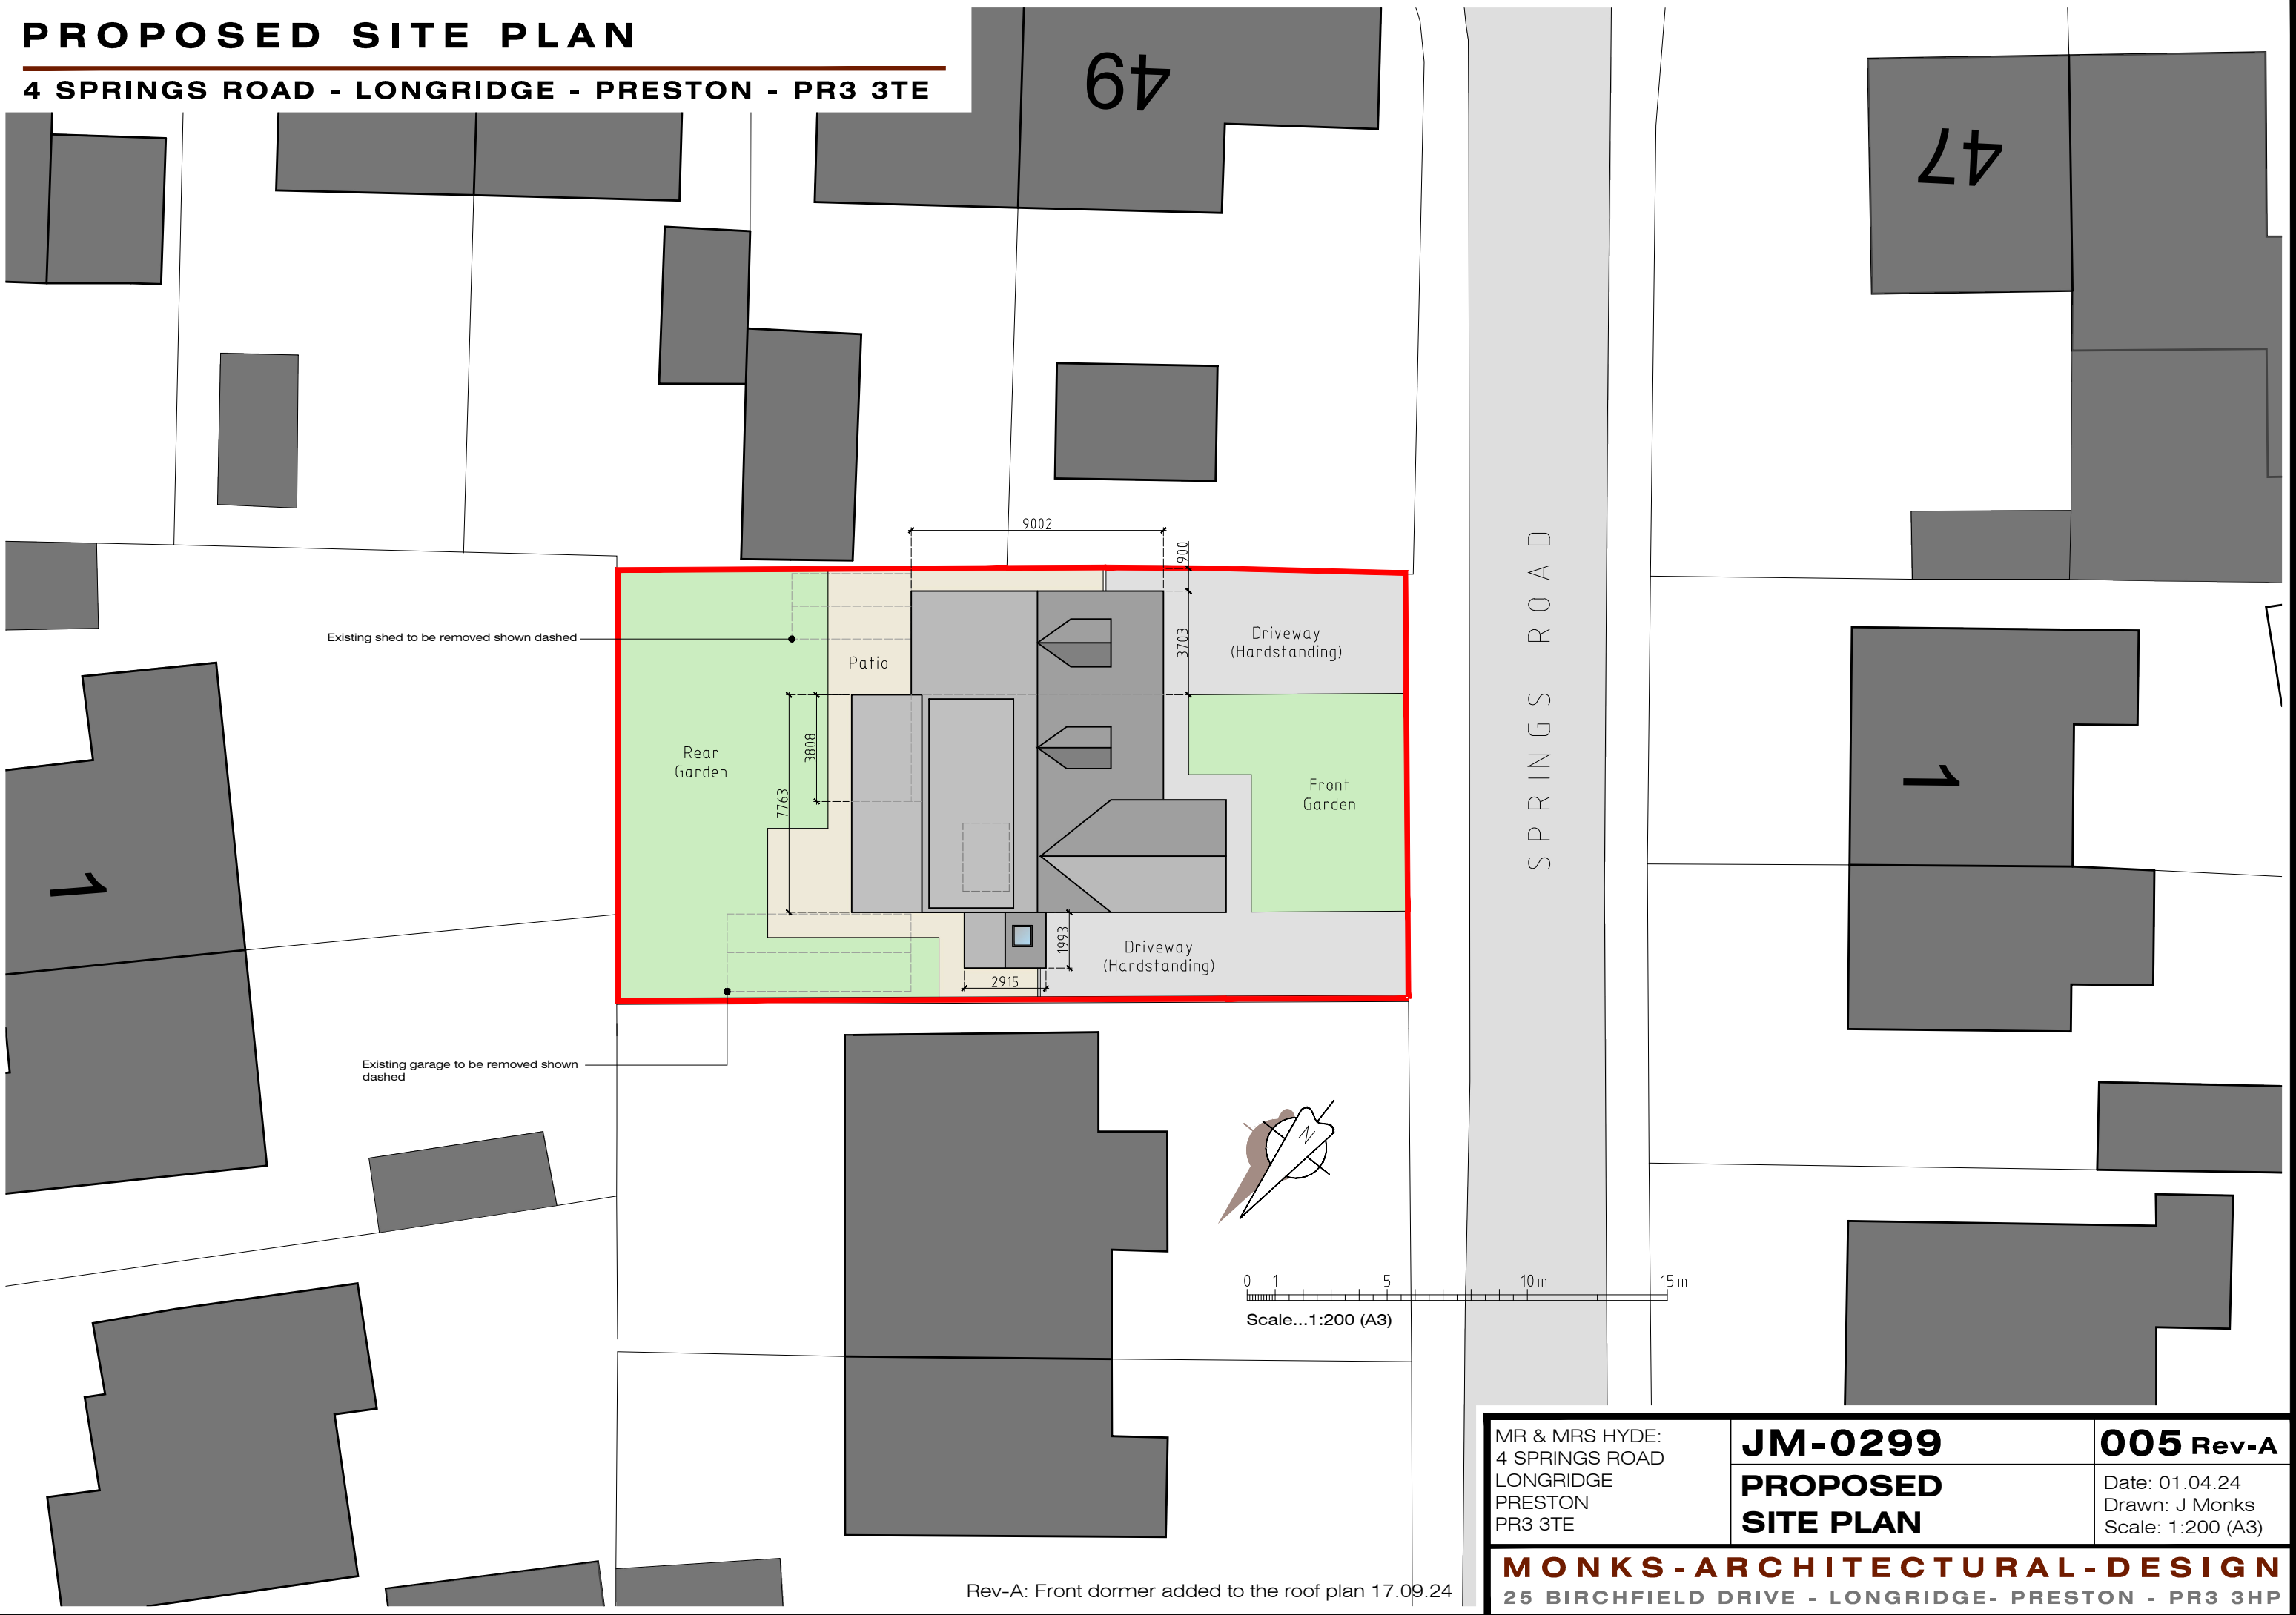 PROPOSED SITE PLAN
4 SPRINGS ROAD - LONGRIDGE - PRESTON - PR3 3TE
49
47
9002
900
Existing shed to be removed shown dashed
Patio
3703
Driveway
(Hardstanding)
Rear
Garden
3808
7763
Front
Garden
SPRINGS ROAD
1
1
1993
Driveway
(Hardstanding)
2915
Existing garage to be removed shown
dashed
N
0 1 5 10m 15m
Scale...1:200 (A3)
Rev-A: Front dormer added to the roof plan 17.09.24
MR & MRS HYDE:
4 SPRINGS ROAD
LONGRIDGE
PRESTON
PR3 3TE
JM-0299
PROPOSED
SITE PLAN
005 Rev-A
Date: 01.04.24
Drawn: J Monks
Scale: 1:200 (A3)
MONKS-ARCHITECTURAL-DESIGN
25 BIRCHFIELD DRIVE - LONGRIDGE- PRESTON - PR3 3HP